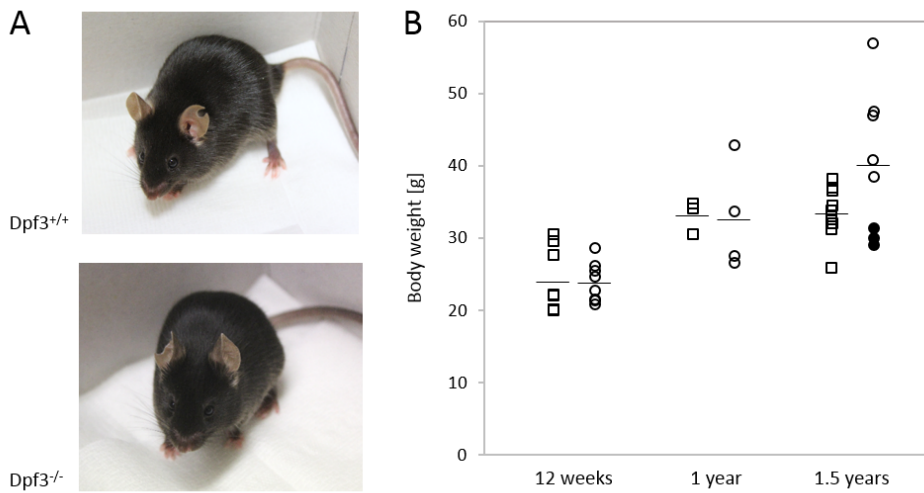 A
Dpf3+/+
Dpf3-/-
B
Body weight [g]
60
50
40
30
20
10
0
12 weeks
1 year
1.5 years